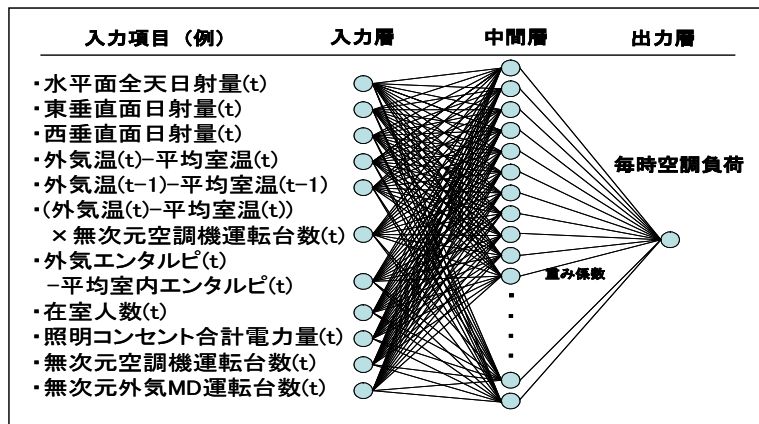 入力項目（例） 入力層 中間層 出力層
・水平面全天日射量(t)
・東垂直面日射量(t)
・西垂直面日射量(t)
・外気温(t)−平均室温(t)
・外気温(t−1)−平均室温(t−1)
・(外気温(t)−平均室温(t))
×無次元空調機運転台数(t)
・外気エンタルピ(t)
−平均室内エンタルピ(t)
・在室人数(t)
・照明コンセント合計電力量(t)
・無次元空調機運転台数(t)
・無次元外気MD運転台数(t)
毎時空調負荷
重み係数